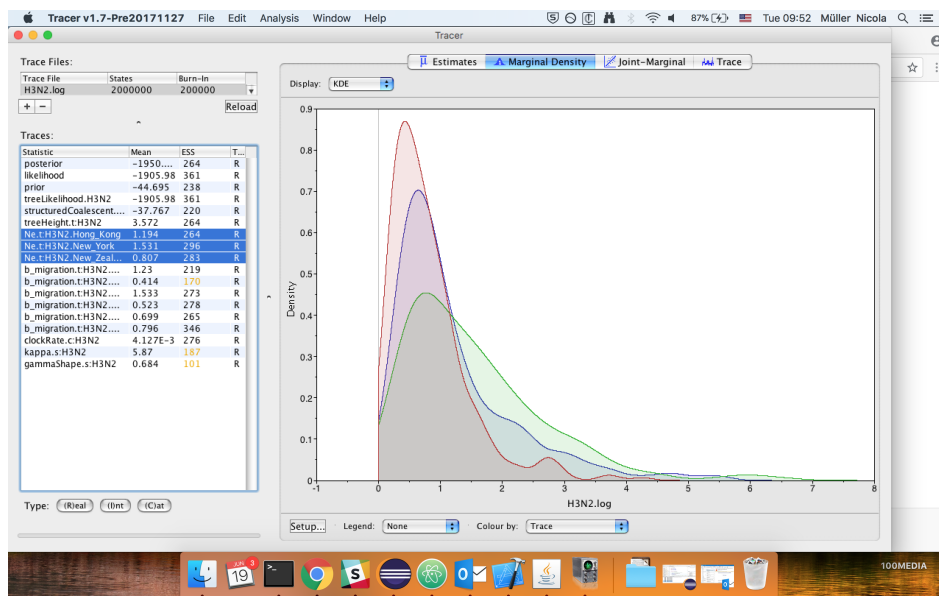 Tracer v1.7-Pre20171127 File Edit Analysis Window Help 87% Tue 09:52 Müller Nicola
Tracer
Trace Files:
Trace File States Burn-In
H3N2.log 2000000 200000
+ − Reload
Traces:
Statistic Mean ESS T...
posterior −1950.... 264 R
likelihood −1905.98 361 R
prior −44.695 238 R
treeLikelihood.H3N2 −1905.98 361 R
structuredCoalescent.... −37.767 220 R
treeHeight.t:H3N2 3.572 264 R
Ne.t:H3N2.Hong_Kong 1.194 264 R
Ne.t:H3N2.New_York 1.531 296 R
Ne.t:H3N2.New_Zeal... 0.807 283 R
b_migration.t:H3N2.... 1.23 219 R
b_migration.t:H3N2.... 0.414 170 R
b_migration.t:H3N2.... 1.533 273 R
b_migration.t:H3N2.... 0.523 278 R
b_migration.t:H3N2.... 0.699 265 R
b_migration.t:H3N2.... 0.796 346 R
clockRate.c:H3N2 4.127E-3 276 R
kappa.s:H3N2 5.87 187 R
gammaShape.s:H3N2 0.684 101 R
Type: (R)eal (I)nt (C)at
Estimates Marginal Density Joint-Marginal Trace
Display: KDE
0.9
0.8
0.7
0.6
0.5
0.4
0.3
0.2
0.1
0
Density
-1 0 1 2 3 4 5 6 7 8
H3N2.log
Setup... Legend: None Colour by: Trace
JUN 3
19
100MEDIA